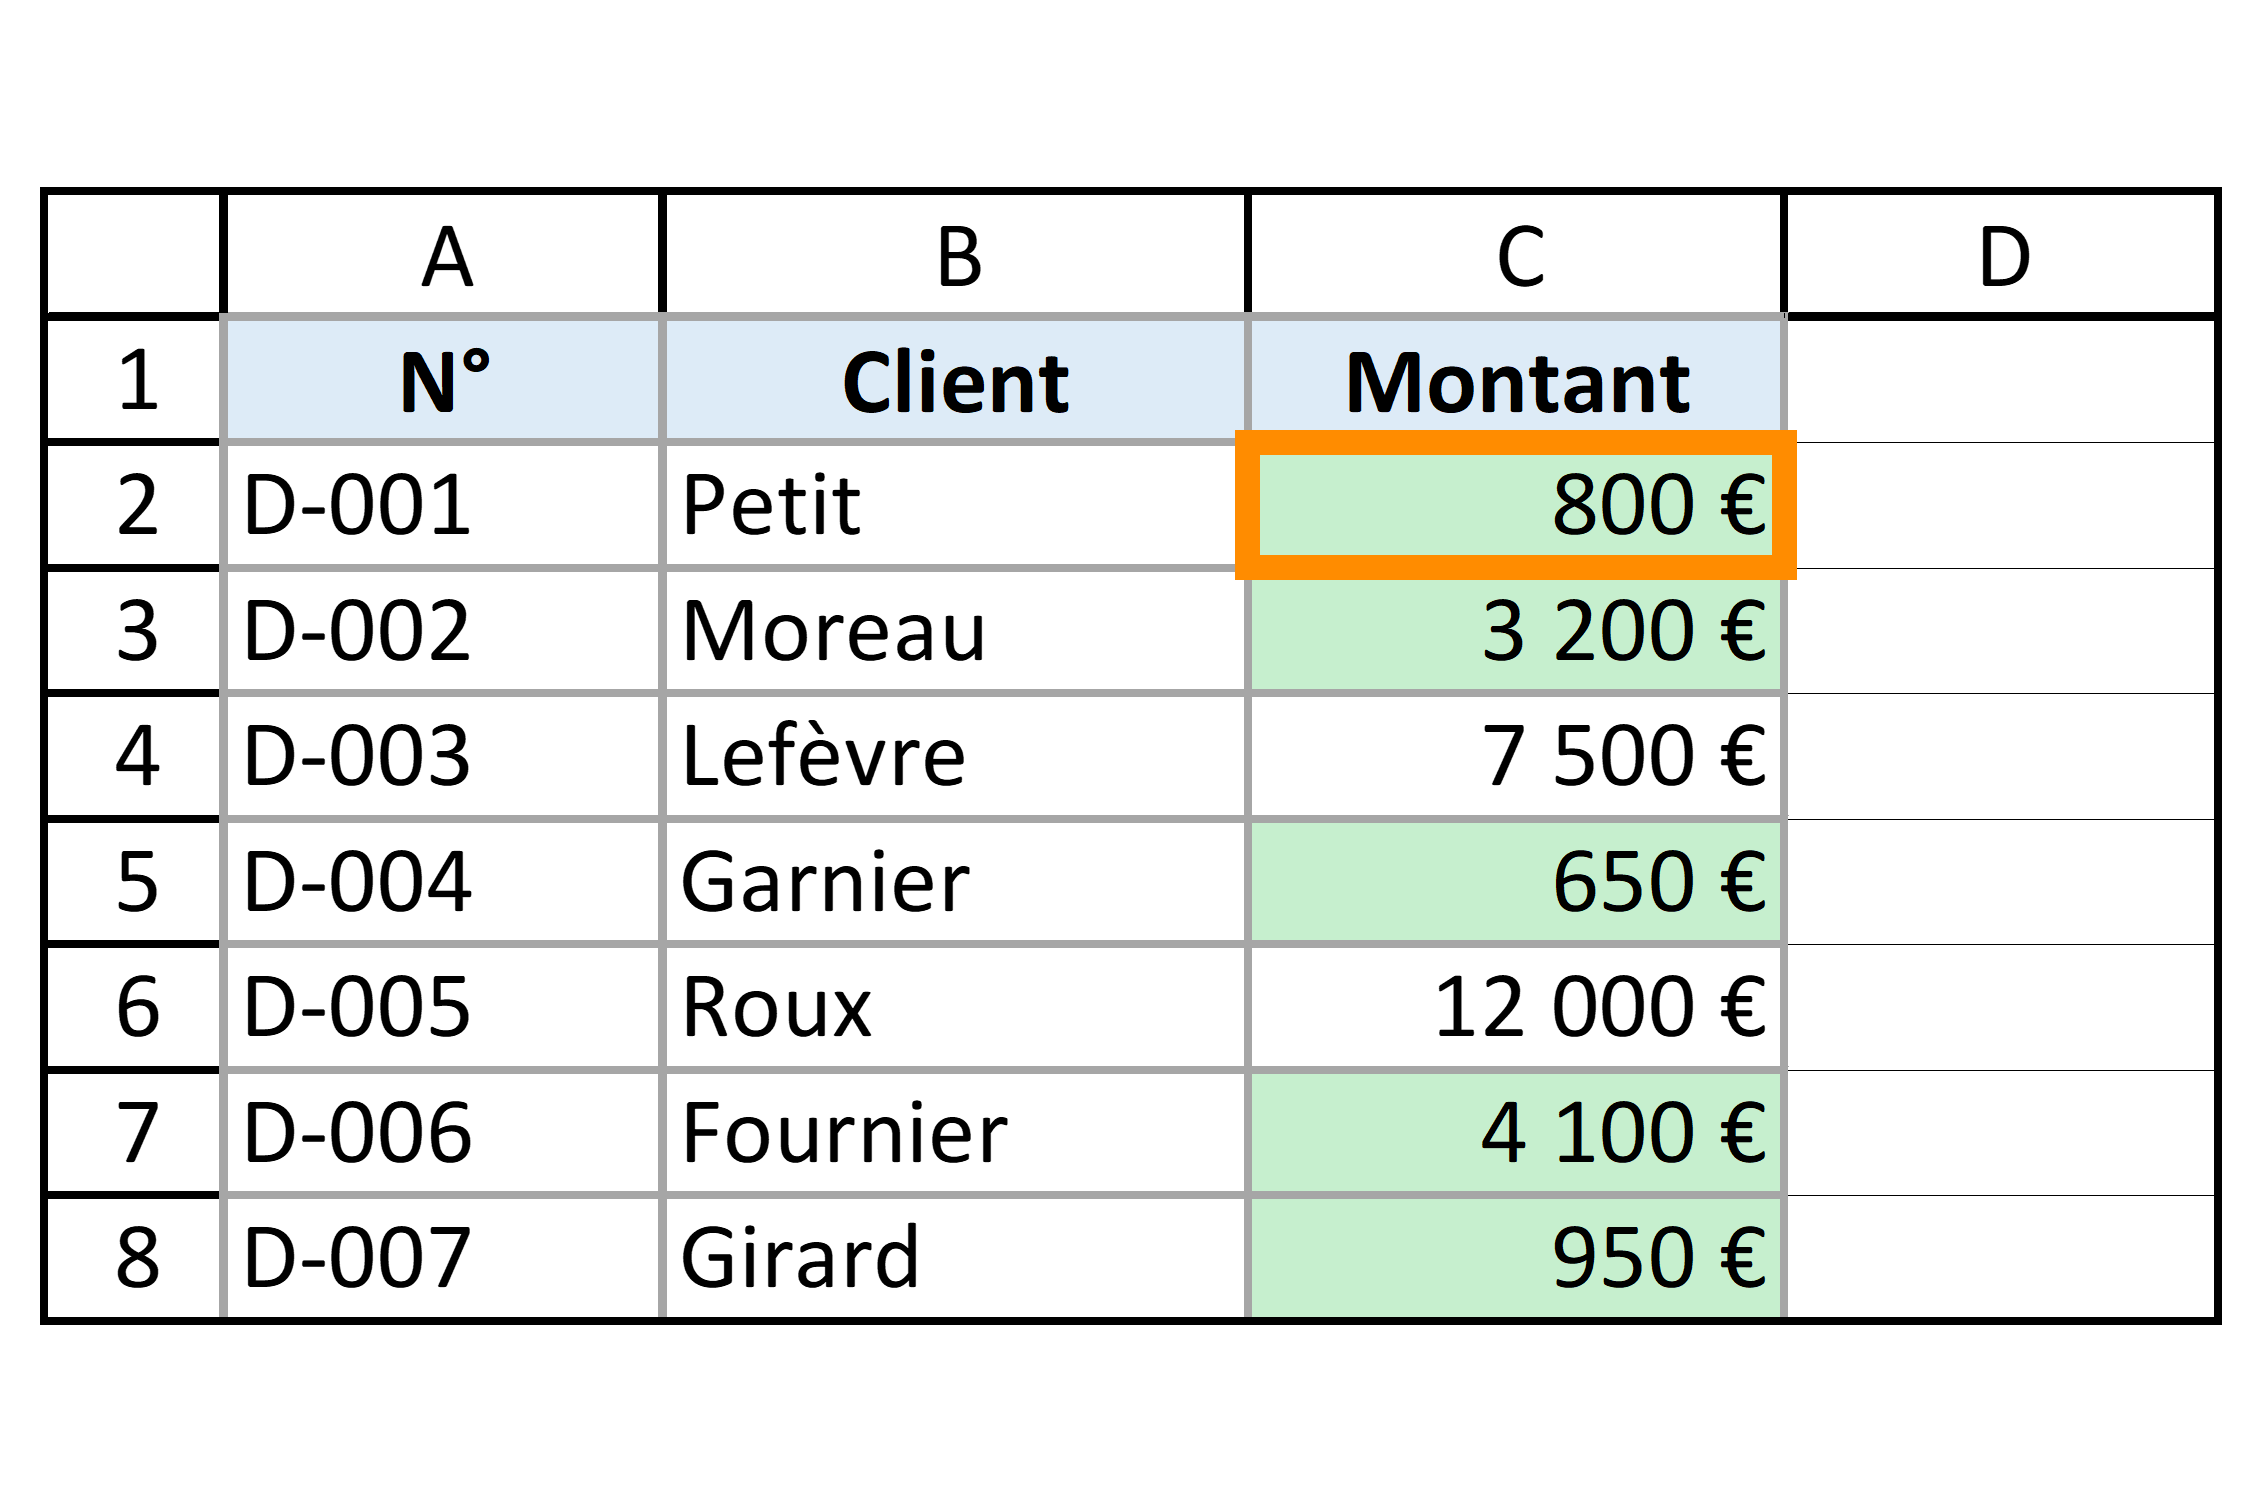 A B C D
1 N° Client Montant
2 D-001 Petit 800 €
3 D-002 Moreau 3 200 €
4 D-003 Lefèvre 7 500 €
5 D-004 Garnier 650 €
6 D-005 Roux 12 000 €
7 D-006 Fournier 4 100 €
8 D-007 Girard 950 €